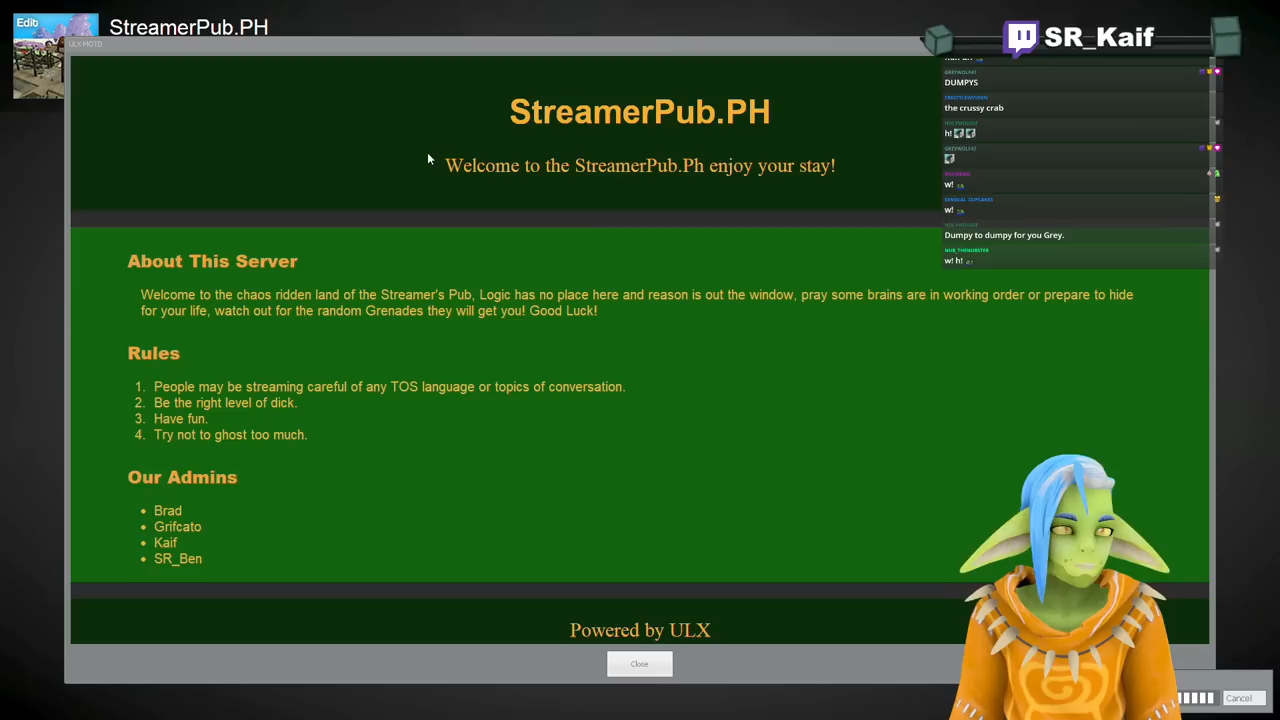 Edit
StreamerPub.PH
ULX MOTD
SR_Kaif
StreamerPub.PH
Welcome to the StreamerPub.Ph enjoy your stay!
GREYWOLF47
DUMPYS
the crussy crab
h!
GREYWOLF47
w!
SENSUAL_CUPCAKES
w!
Dumpy to dumpy for you Grey.
w! h!
About This Server
Welcome to the chaos ridden land of the Streamer's Pub, Logic has no place here and reason is out the window, pray some brains are in working order or prepare to hide
for your life, watch out for the random Grenades they will get you! Good Luck!
Rules
1. People may be streaming careful of any TOS language or topics of conversation.
2. Be the right level of dick.
3. Have fun.
4. Try not to ghost too much.
Our Admins
• Brad
• Grifcato
• Kaif
• SR_Ben
Powered by ULX
Close
Cancel